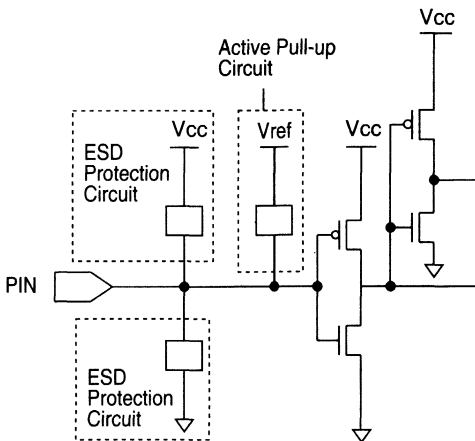 Vcc
Active Pull-up
Circuit
Vcc
Vref
Vcc
ESD
Protection
Circuit
PIN
ESD
Protection
Circuit